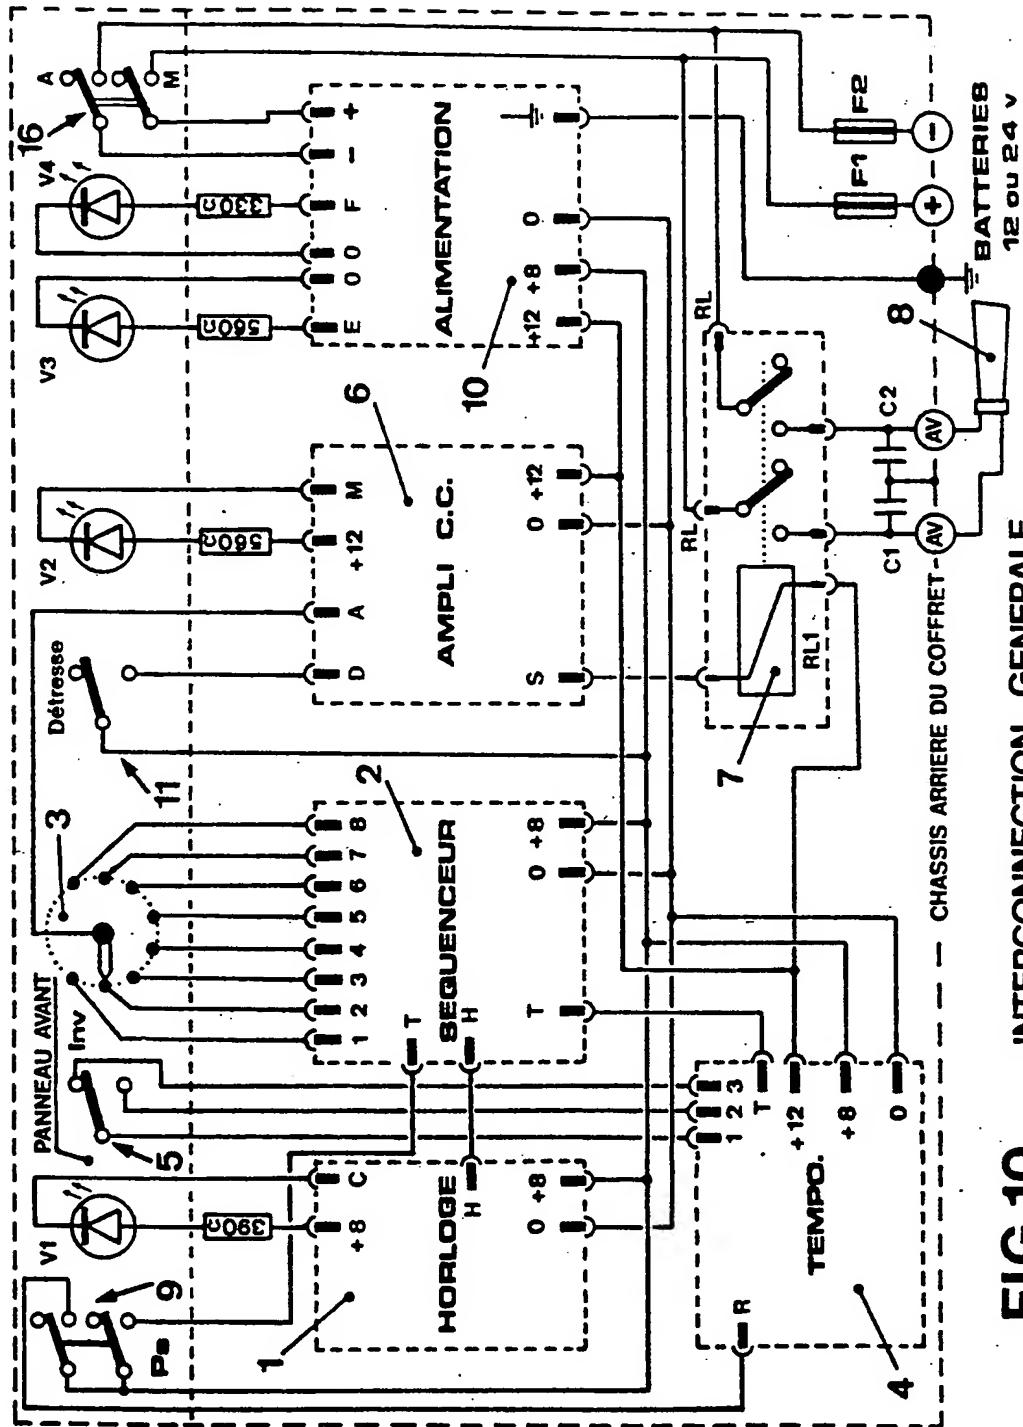 PANNEAU AVANT
V1
Ps
9
Inv
5
3
Détresse
11
V2
V3
V4
16
A
M
390Ω
560Ω
560Ω
330Ω
HORLOGE
1
+8
C
H
0
+8
SEQUENCEUR
2
1
2
3
4
5
6
7
8
T
H
T
0
+8
AMPLI C.C.
6
D
A
+12
M
S
0
+12
ALIMENTATION
10
E
0
0
F
-
+
+12
+8
0
TEMPO.
4
R
1
2
3
T
+12
+8
0
7
RL1
RL
RL
C1
C2
AV
AV
8
F1
F2
+
-
BATTERIES
12 ou 24 v
CHASSIS ARRIERE DU COFFRET
FIG 10
INTERCONNECTION GENERALE